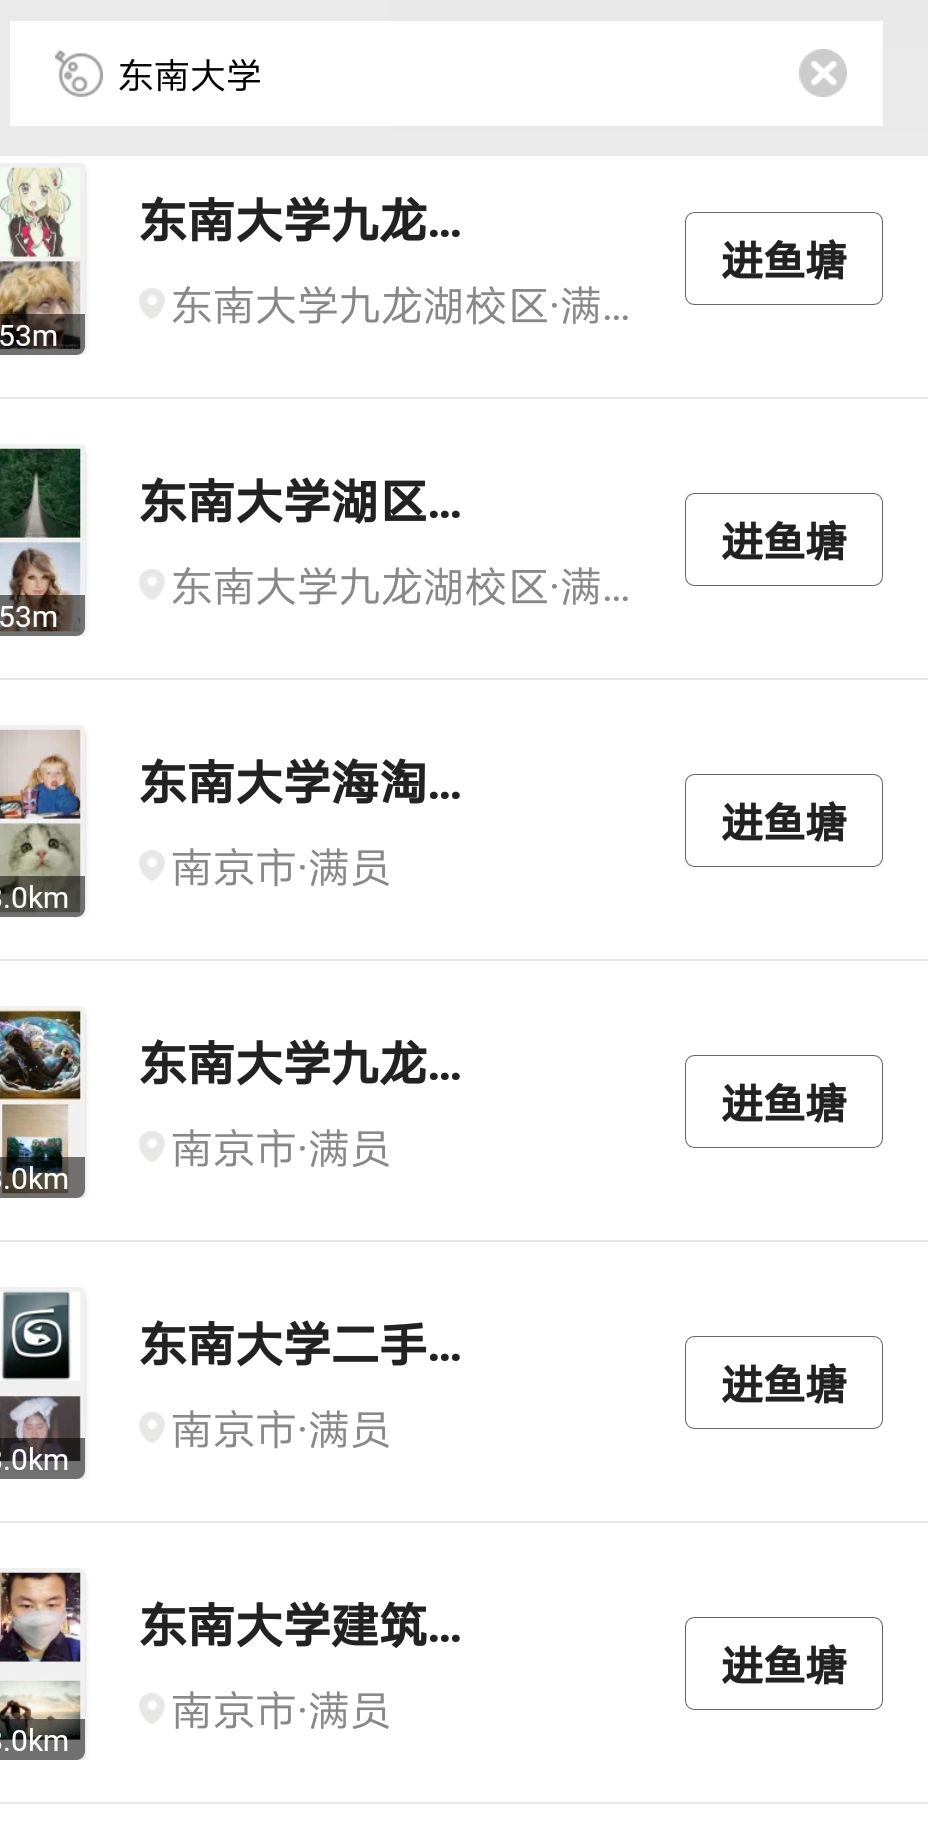 东南大学
东南大学九龙...
进鱼塘
东南大学九龙湖校区·满...
53m
东南大学湖区...
进鱼塘
东南大学九龙湖校区·满...
53m
东南大学海淘...
进鱼塘
南京市·满员
.0km
东南大学九龙...
进鱼塘
南京市·满员
.0km
东南大学二手...
进鱼塘
南京市·满员
.0km
东南大学建筑...
进鱼塘
南京市·满员
.0km